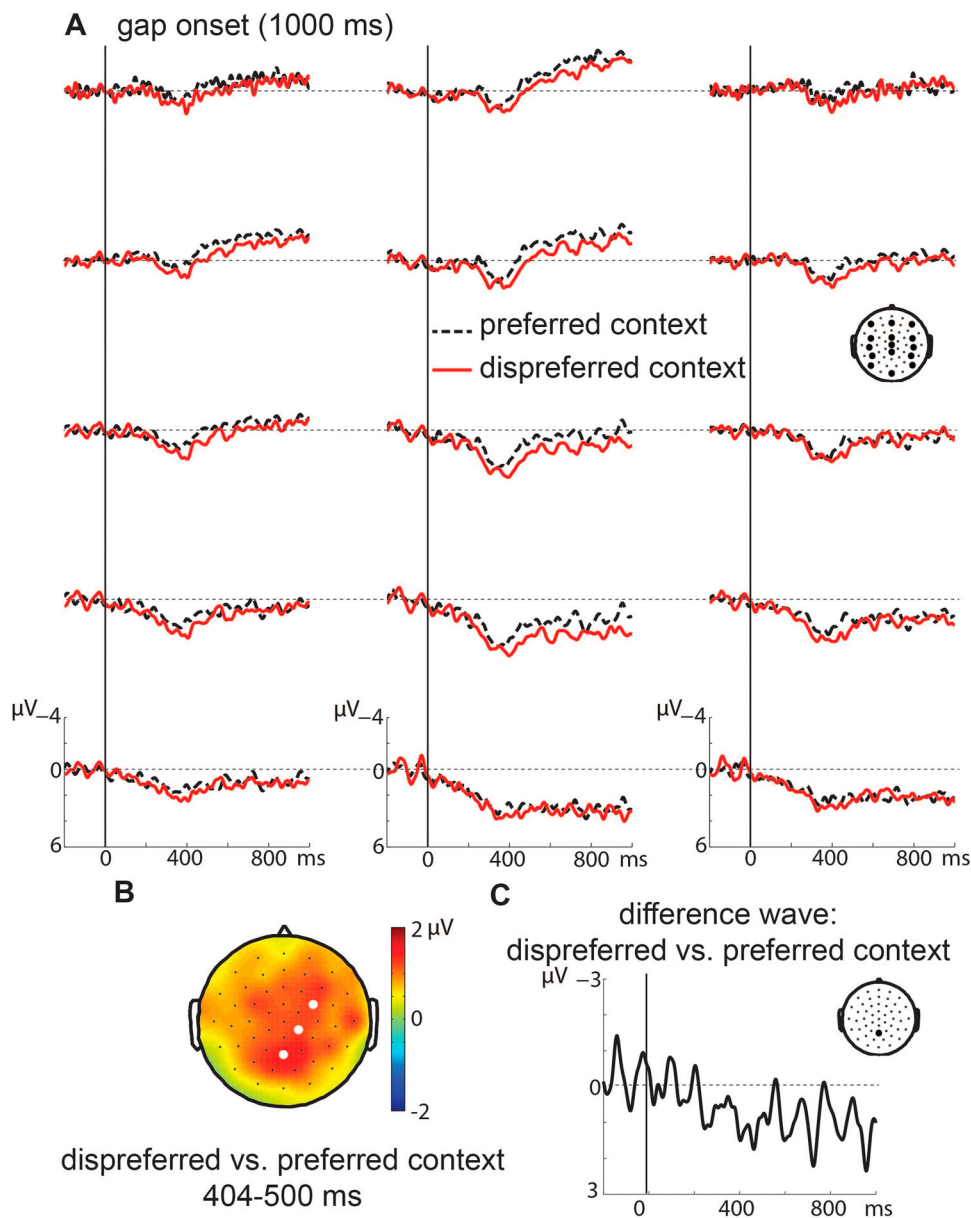 A gap onset (1000 ms)
preferred context
dispreferred context
μV -4
μV -4
μV -4
0
0
0
6
6
6
0 400 800 ms
0 400 800 ms
0 400 800 ms
B
2 μV
0
-2
dispreferred vs. preferred context
404-500 ms
C
difference wave:
dispreferred vs. preferred context
μV -3
0
3
0 400 800 ms